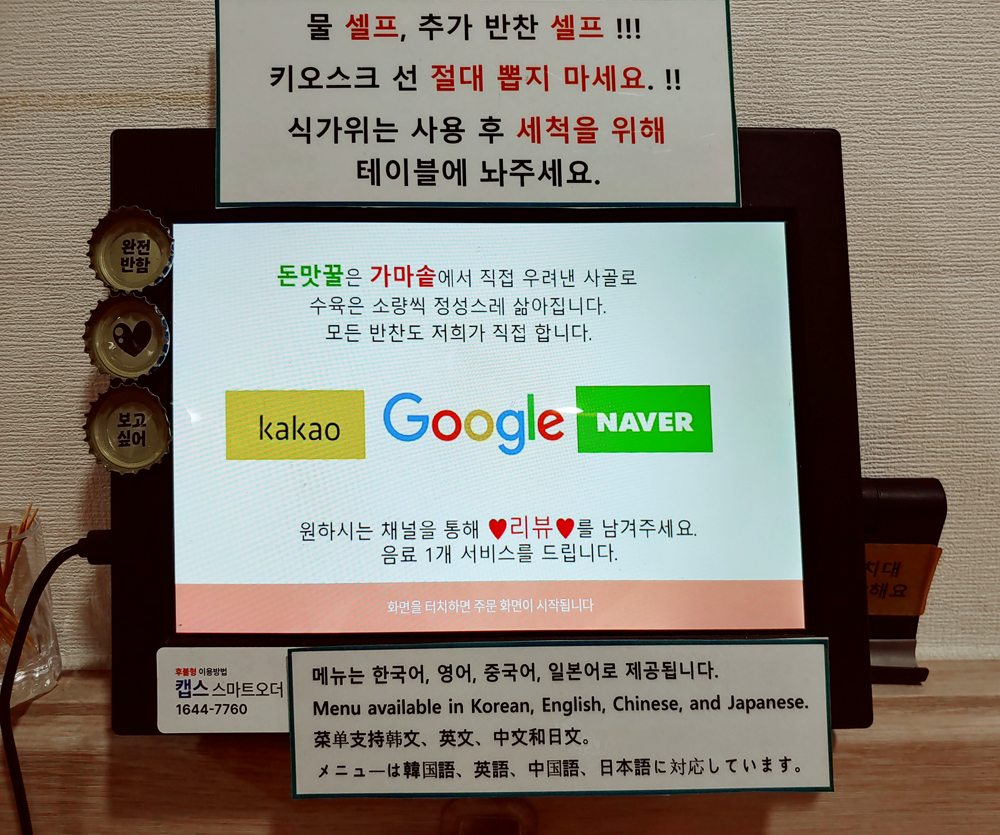 물 셀프, 추가 반찬 셀프 !!!
키오스크 선 절대 뽑지 마세요. !!
식가위는 사용 후 세척을 위해
테이블에 놔주세요.
완전
반함
보고
싶어
돈맛꿀은 가마솥에서 직접 우려낸 사골로
수육은 소량씩 정성스레 삶아집니다.
모든 반찬도 저희가 직접 합니다.
kakao
Google
NAVER
원하시는 채널을 통해 ♥리뷰♥를 남겨주세요.
음료 1개 서비스를 드립니다.
화면을 터치하면 주문 화면이 시작됩니다
후불형 이용방법
캡스 스마트오더
1644-7760
메뉴는 한국어, 영어, 중국어, 일본어로 제공됩니다.
Menu available in Korean, English, Chinese, and Japanese.
菜单支持韩文、英文、中文和日文。
メニュ―は韓国語、英語、中国語、日本語に対応しています。